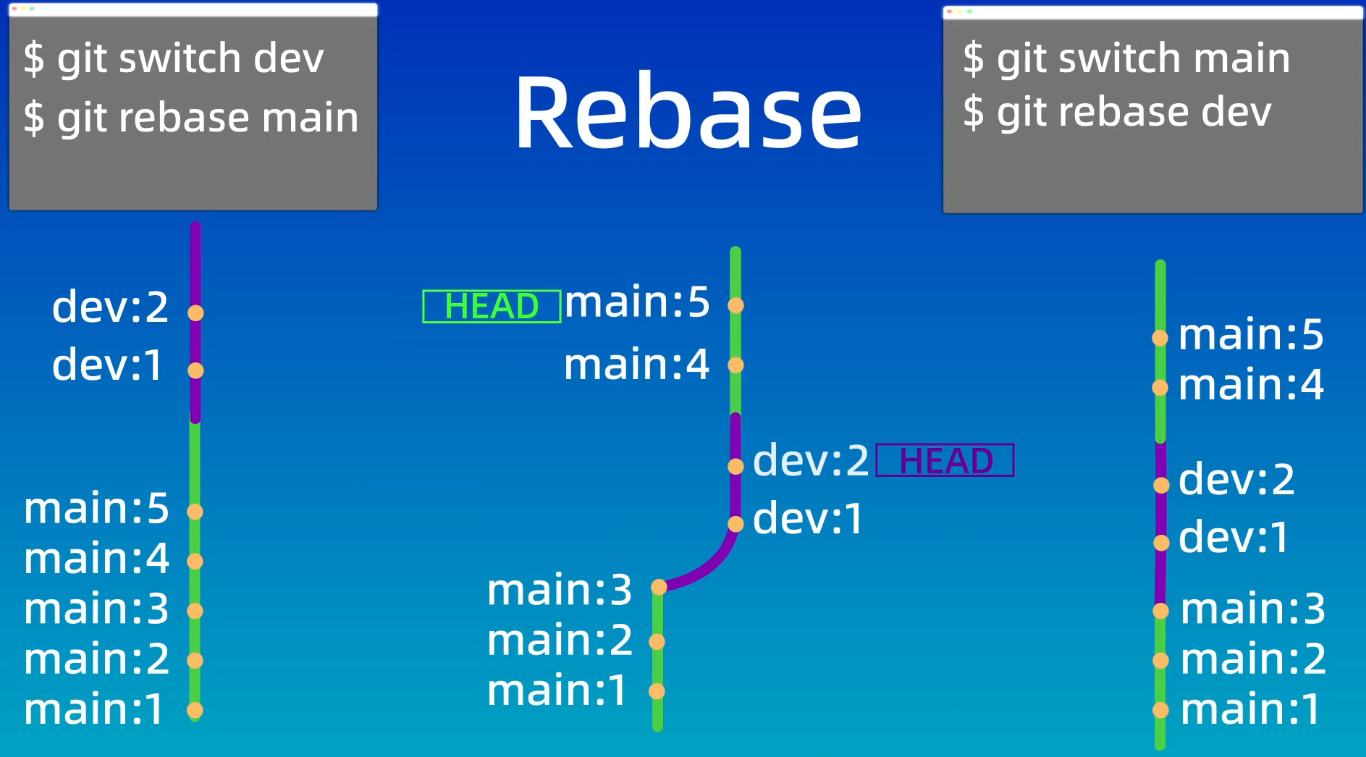 $ git switch dev
$ git rebase main
Rebase
$ git switch main
$ git rebase dev
dev:2
dev:1
main:5
main:4
main:3
main:2
main:1
HEAD main:5
main:4
dev:2 HEAD
dev:1
main:3
main:2
main:1
main:5
main:4
dev:2
dev:1
main:3
main:2
main:1